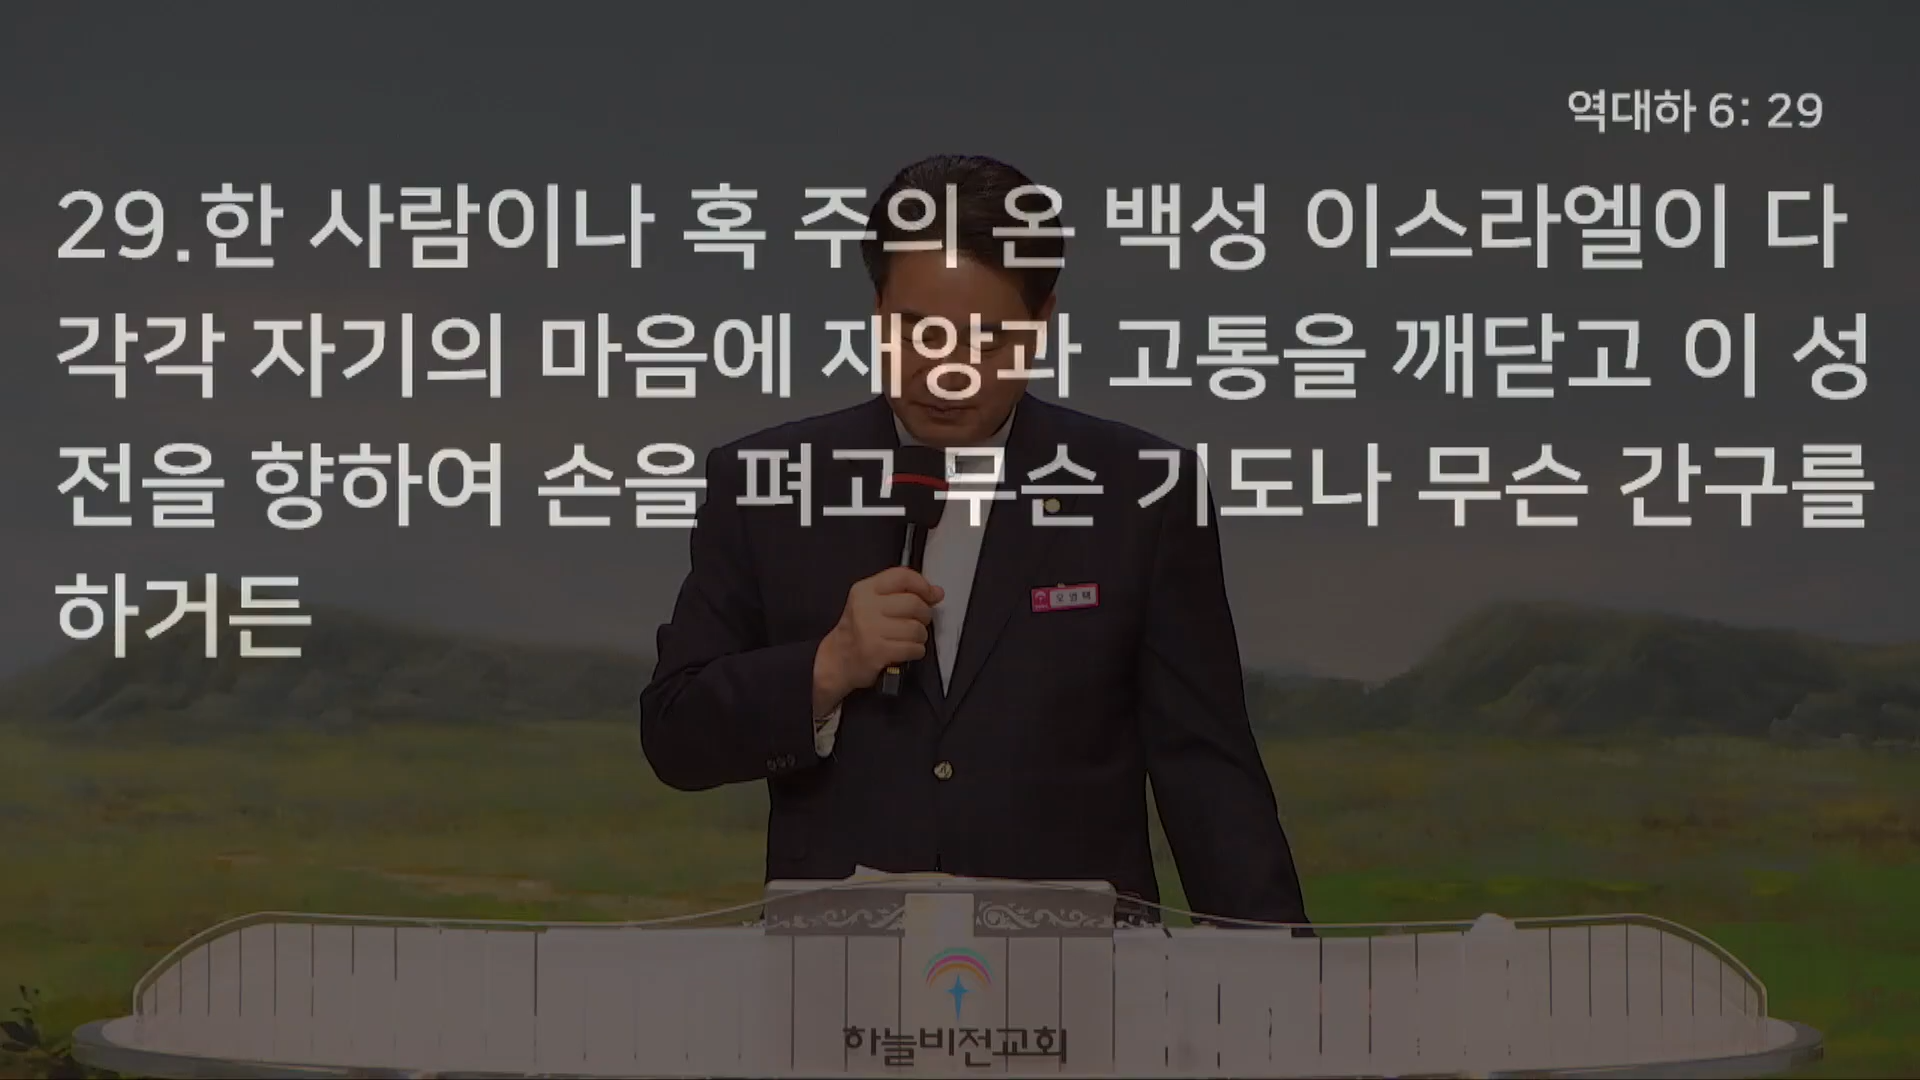 역대하 6: 29
29.한 사람이나 혹 주의 온 백성 이스라엘이 다
각각 자기의 마음에 재앙과 고통을 깨닫고 이 성
전을 향하여 손을 펴고 무슨 기도나 무슨 간구를
하거든
오영택
하늘비전교회